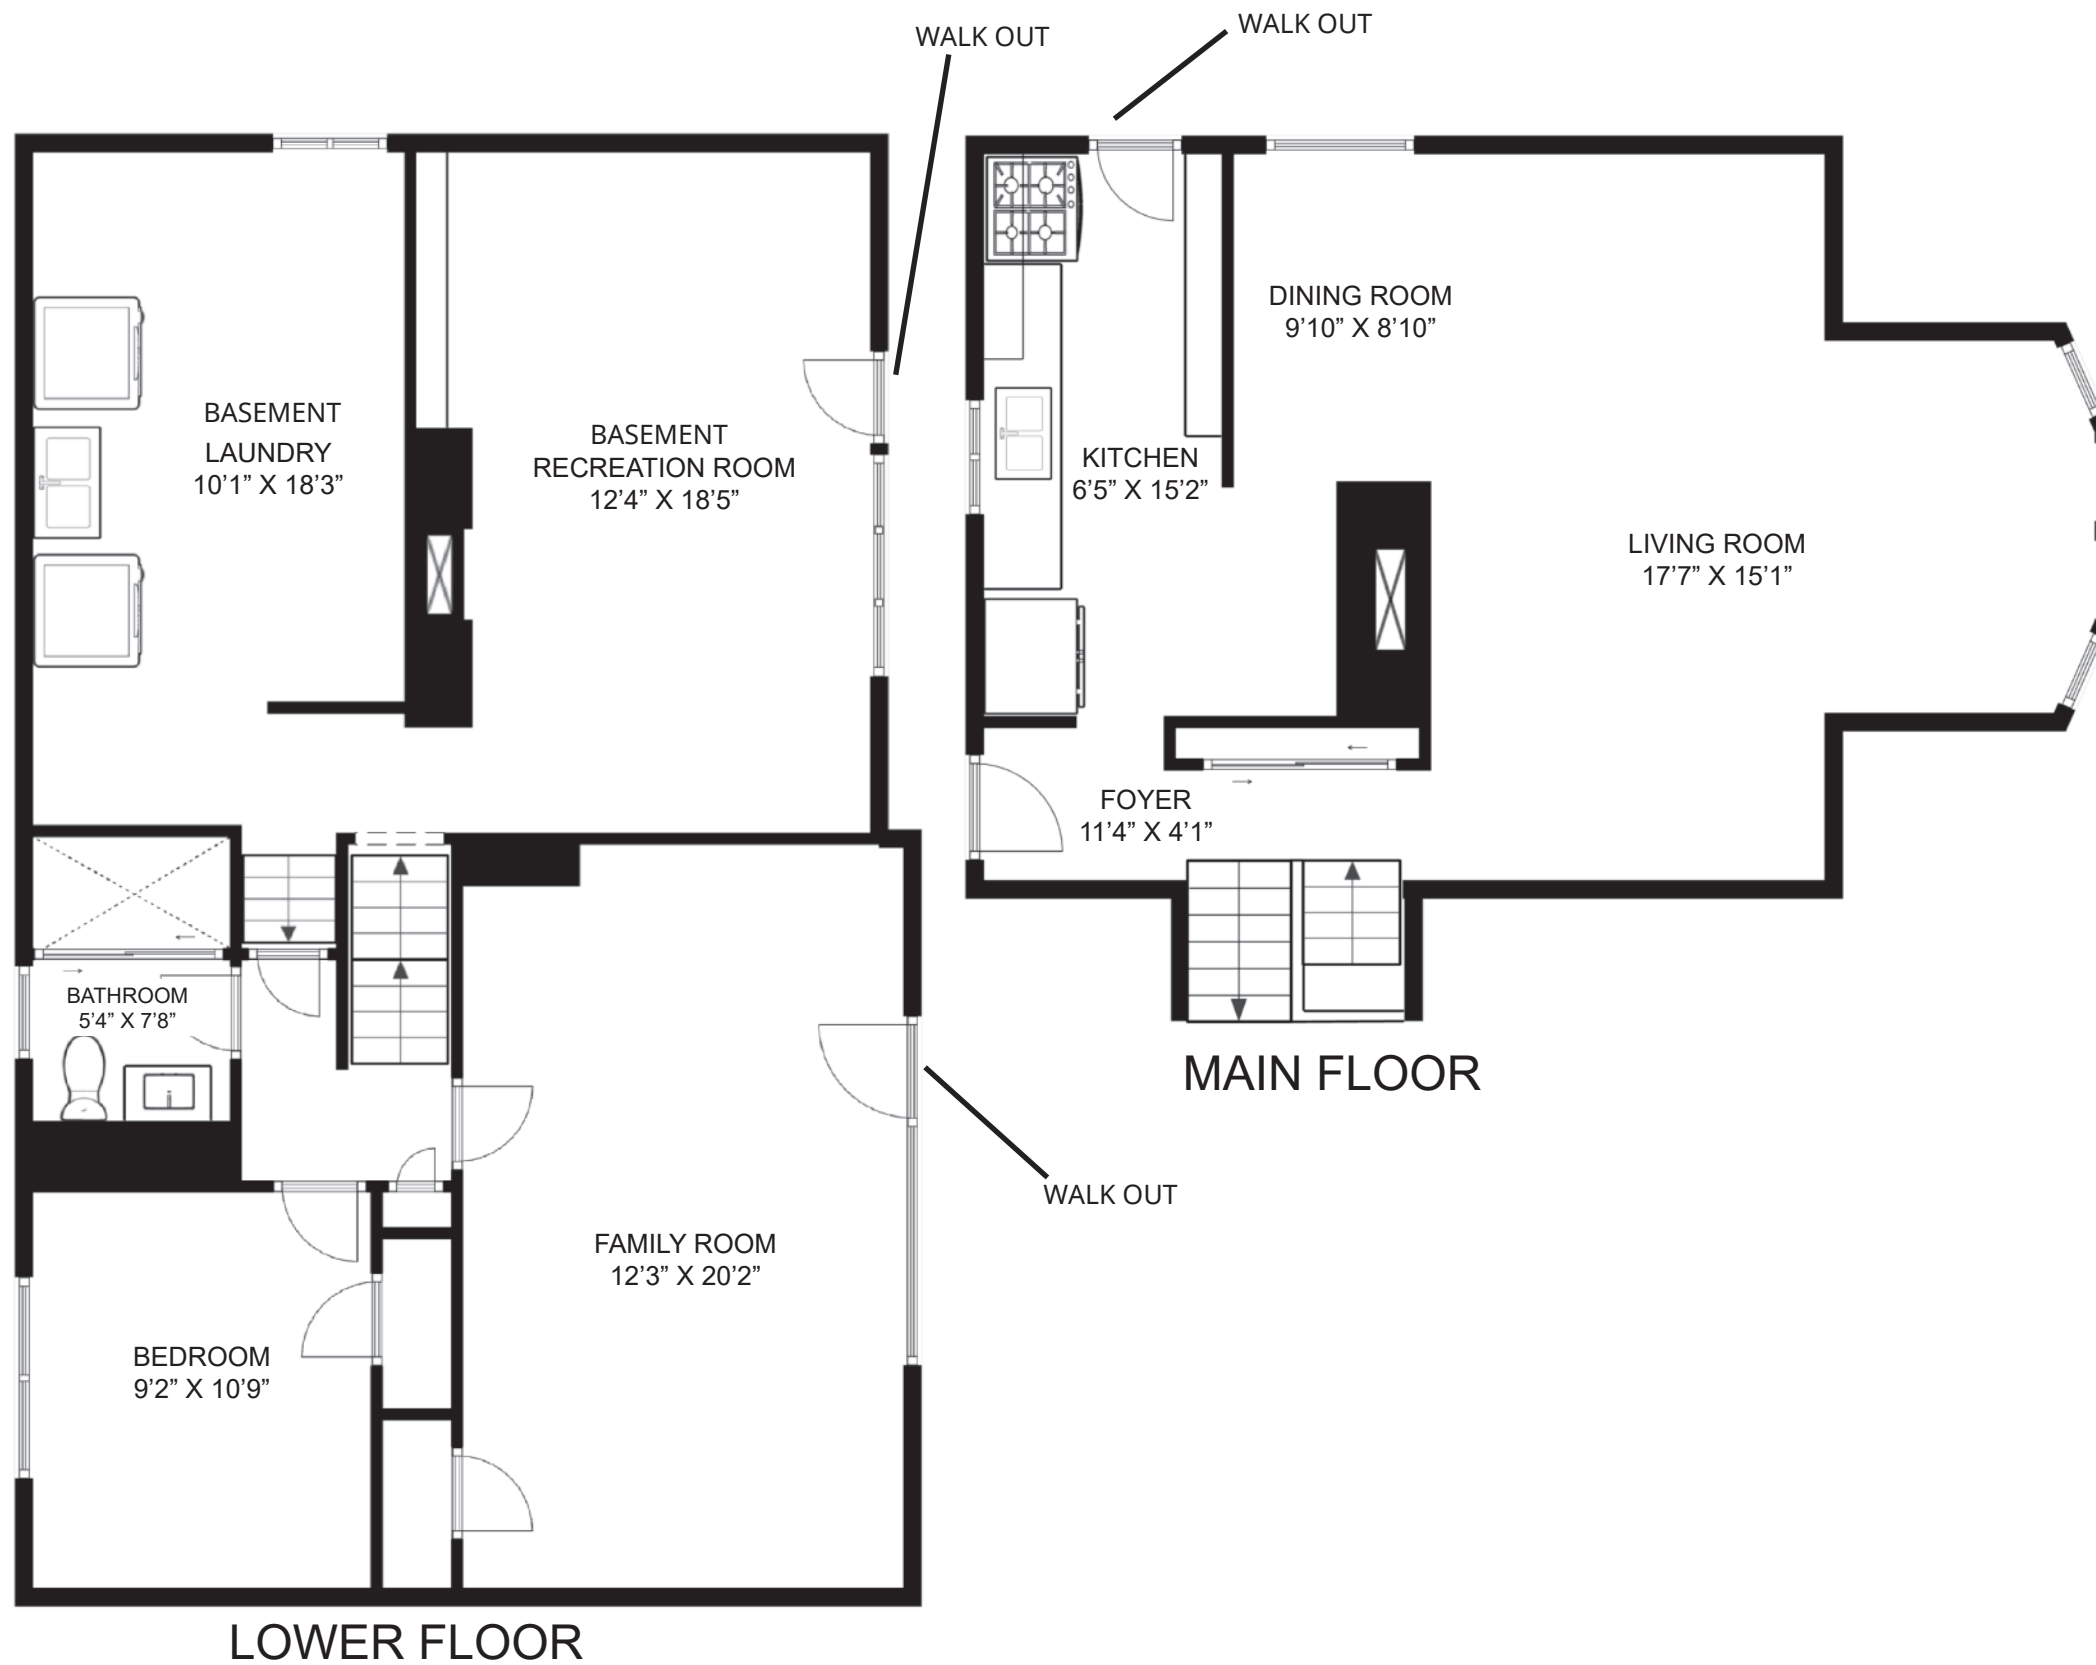 WALK OUT
WALK OUT
BASEMENT
LAUNDRY
10’1” X 18’3”
BASEMENT
RECREATION ROOM
12’4” X 18’5”
DINING ROOM
9’10” X 8’10”
KITCHEN
6’5” X 15’2”
LIVING ROOM
17’7” X 15’1”
FOYER
11’4” X 4’1”
MAIN FLOOR
BATHROOM
5’4” X 7’8”
WALK OUT
FAMILY ROOM
12’3” X 20’2”
BEDROOM
9’2” X 10’9”
LOWER FLOOR